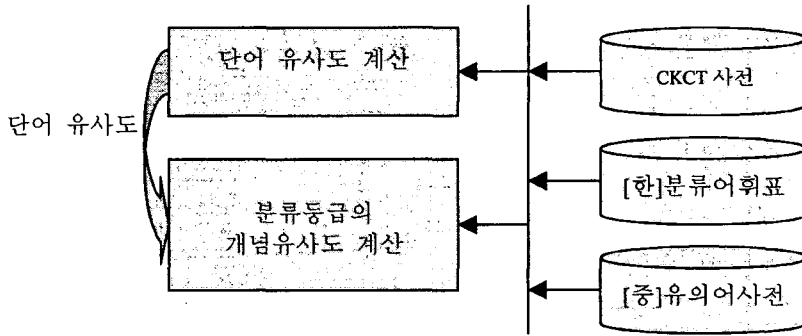 단어 유사도 계산
CKCT 사전
단어 유사도
[한]분류어휘표
분류등급의
개념유사도 계산
[중]유의어사전